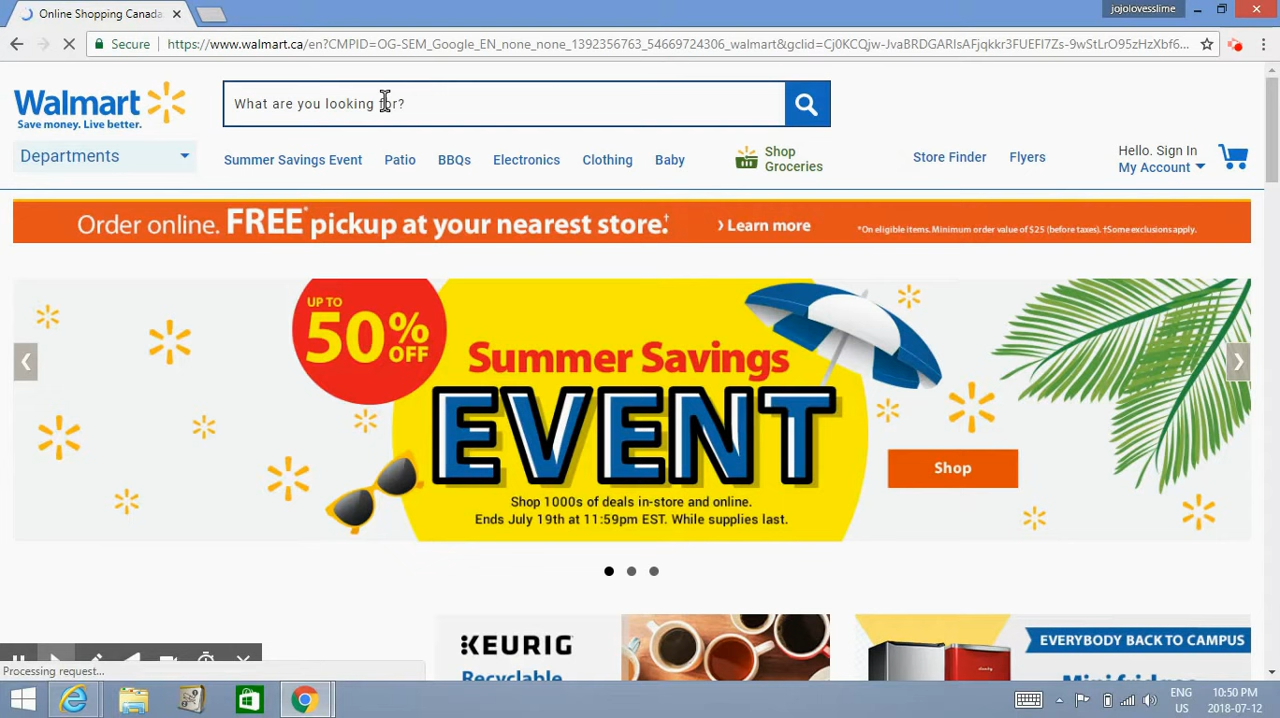 Online Shopping Canada
jojolovesslime
Secure
https://www.walmart.ca/en?CMPID=OG-SEM_Google_EN_none_none_1392356763_54669724306_walmart&gclid=Cj0KCQjw-JvaBRDGARIsAFjqkkr3FUEFI7Zs-9wStLrO95zHzXbf6...
Walmart
Save money. Live better.
What are you looking for?
Departments
Summer Savings Event
Patio
BBQs
Electronics
Clothing
Baby
Shop
Groceries
Store Finder
Flyers
Hello. Sign In
My Account
Order online. FREE* pickup at your nearest store.†
› Learn more
*On eligible items. Minimum order value of $25 (before taxes). †Some exclusions apply.
UP TO
50% OFF
Summer Savings
EVENT
Shop 1000s of deals in-store and online.
Ends July 19th at 11:59pm EST. While supplies last.
Shop
KEURIG
Recyclable
EVERYBODY BACK TO CAMPUS
Mini fridges
Processing request...
ENG
US
10:50 PM
2018-07-12